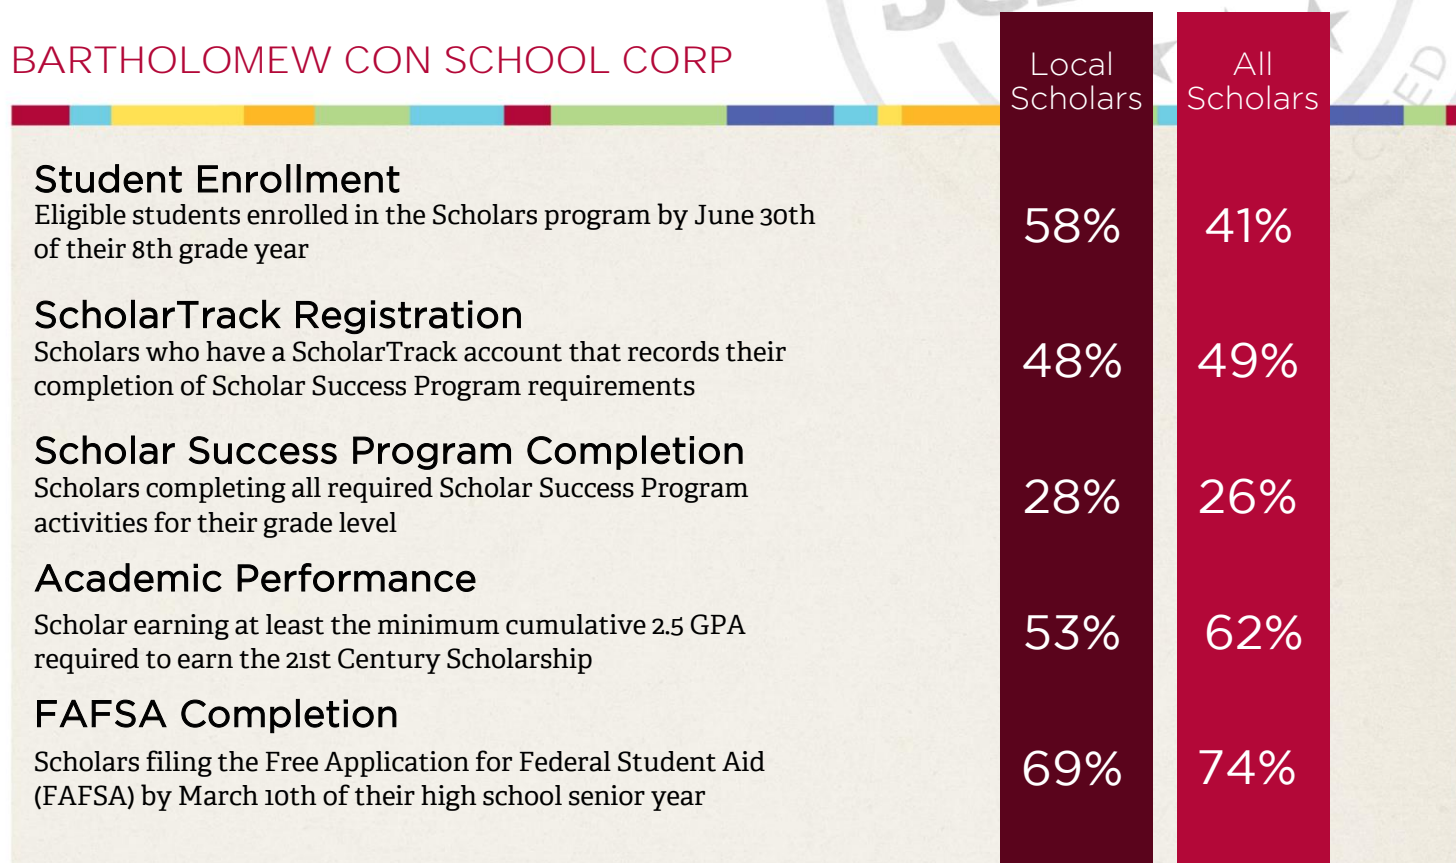 BARTHOLOMEW CON SCHOOL CORP
Local
Scholars
All
Scholars
Student Enrollment
Eligible students enrolled in the Scholars program by June 30th
of their 8th grade year
58%
41%
ScholarTrack Registration
Scholars who have a ScholarTrack account that records their
completion of Scholar Success Program requirements
48%
49%
Scholar Success Program Completion
Scholars completing all required Scholar Success Program
activities for their grade level
28%
26%
Academic Performance
Scholar earning at least the minimum cumulative 2.5 GPA
required to earn the 21st Century Scholarship
53%
62%
FAFSA Completion
Scholars filing the Free Application for Federal Student Aid
(FAFSA) by March 10th of their high school senior year
69%
74%